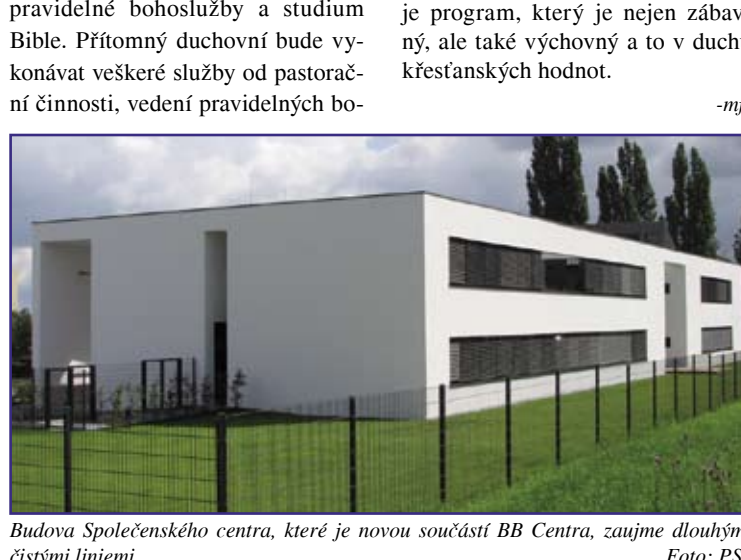 pravidelné bohoslužby a studium
Bible. Přítomný duchovní bude vy-
konávat veškeré služby od pastorač-
ní činnosti, vedení pravidelných bo-
je program, který je nejen zábav
ný, ale také výchovný a to v duch
křesťanských hodnot.
-mj
Budova Společenského centra, které je novou součástí BB Centra, zaujme dlouhým
čistými liniemi. Foto: PS